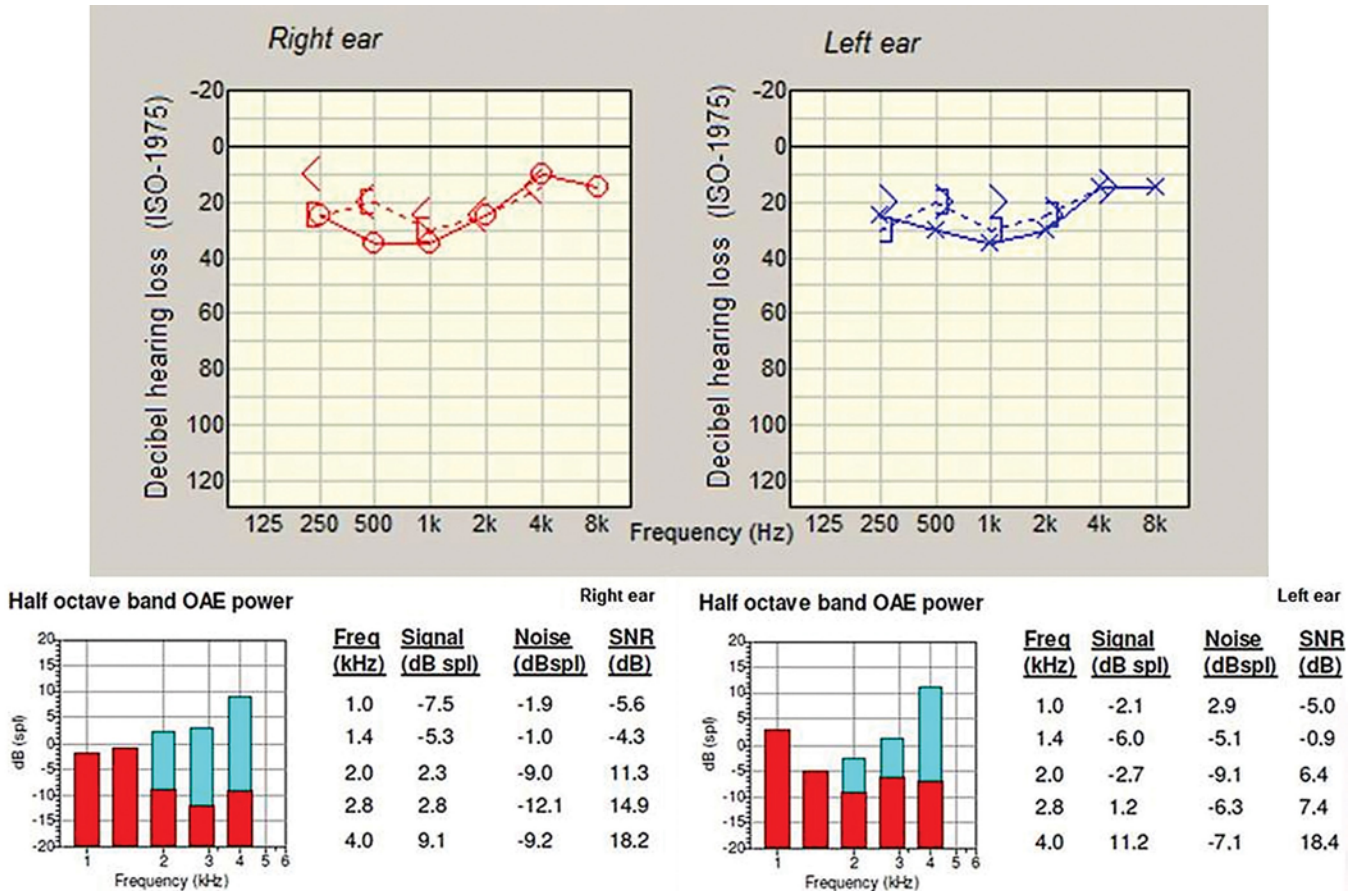 Right ear
Left ear
Decibel hearing loss (ISO-1975)
-20
0
20
40
60
80
100
120
125 250 500 1k 2k 4k 8k
Decibel hearing loss (ISO-1975)
-20
0
20
40
60
80
100
120
125 250 500 1k 2k 4k 8k
Frequency (Hz)
Half octave band OAE power
Right ear
dB (spl)
20
15
10
5
0
-5
-10
-15
-20
1 2 3 4 5 6
Frequency (kHz)
Freq Signal Noise SNR
(kHz) (dB spl) (dBspl) (dB)
1.0 -7.5 -1.9 -5.6
1.4 -5.3 -1.0 -4.3
2.0 2.3 -9.0 11.3
2.8 2.8 -12.1 14.9
4.0 9.1 -9.2 18.2
Half octave band OAE power
Left ear
dB (spl)
20
15
10
5
0
-5
-10
-15
-20
1 2 3 4 5 6
Frequency (kHz)
Freq Signal Noise SNR
(kHz) (dB spl) (dBspl) (dB)
1.0 -2.1 2.9 -5.0
1.4 -6.0 -5.1 -0.9
2.0 -2.7 -9.1 6.4
2.8 1.2 -6.3 7.4
4.0 11.2 -7.1 18.4